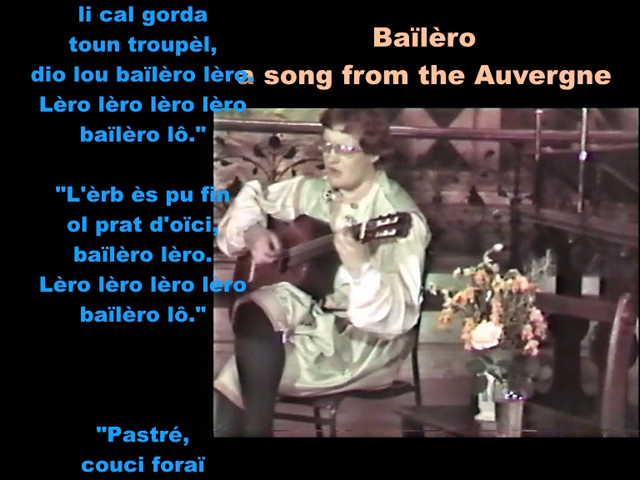 Baïlèro
a song from the Auvergne
li cal gorda
toun troupèl,
dio lou baïlèro lèro.
Lèro lèro lèro lèro
baïlèro lô."
"L'èrb ès pu fin
ol prat d'oïci,
baïlèro lèro.
Lèro lèro lèro lèro
baïlèro lô."
"Pastré,
couci foraï